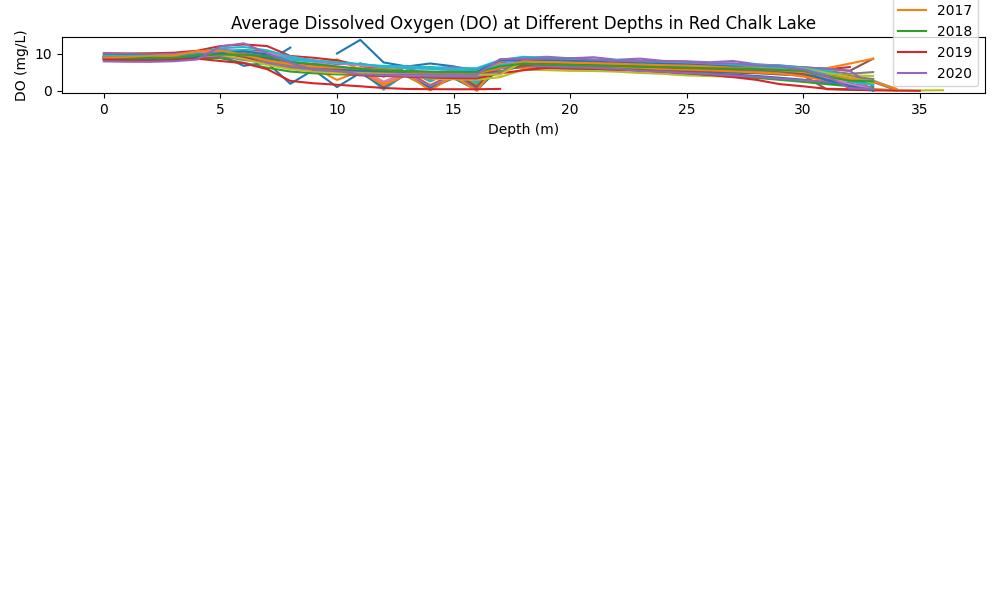 Average Dissolved Oxygen (DO) at Different Depths in Red Chalk Lake
2017
2018
2019
2020
DO (mg/L)
10
0
0 5 10 15 20 25 30 35
Depth (m)